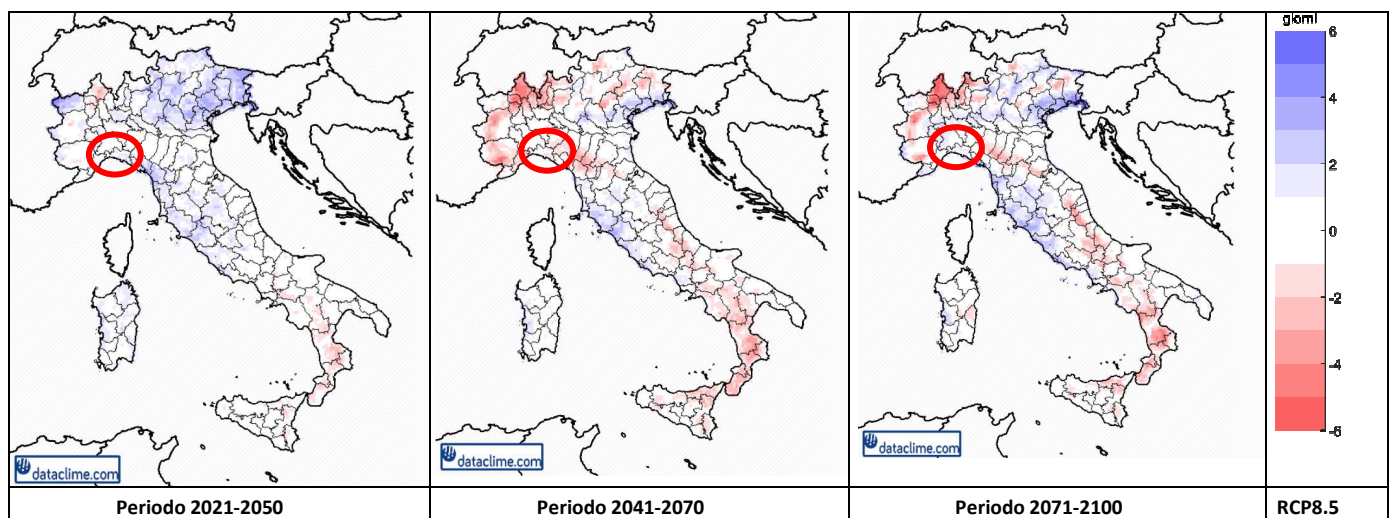 giorni
6
4
2
0
-2
-4
-6
dataclime.com
dataclime.com
dataclime.com
Periodo 2021-2050
Periodo 2041-2070
Periodo 2071-2100
RCP8.5